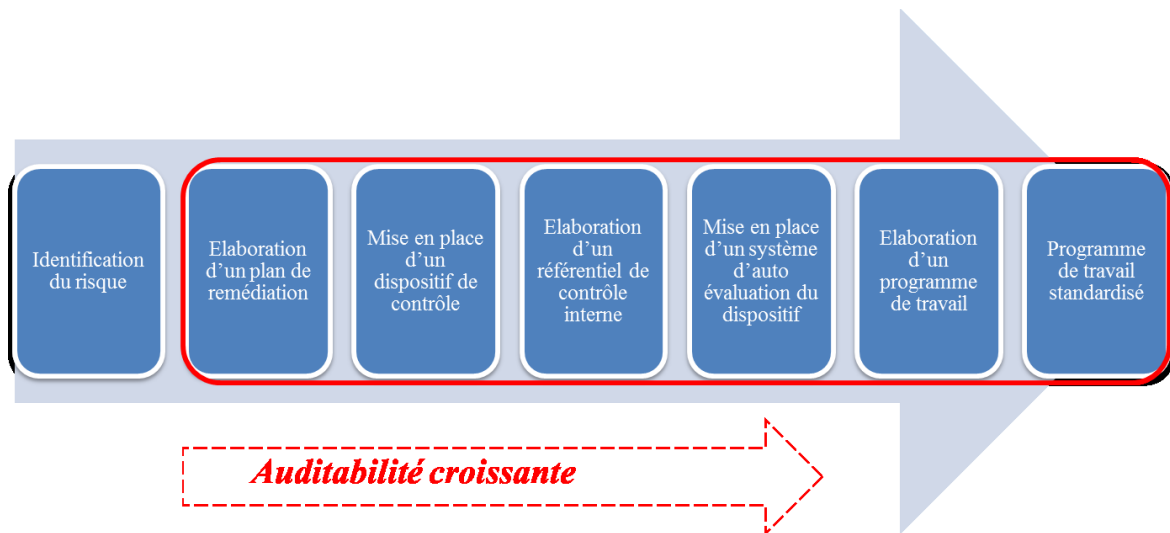 Identification
du risque
Elaboration
d’un plan de
remédiation
Mise en place
d’un
dispositif de
contrôle
Elaboration
d’un
référentiel de
contrôle
interne
Mise en place
d’un système
d’auto
évaluation du
dispositif
Elaboration
d’un
programme
de travail
Programme
de travail
standardisé
Auditabilité croissante